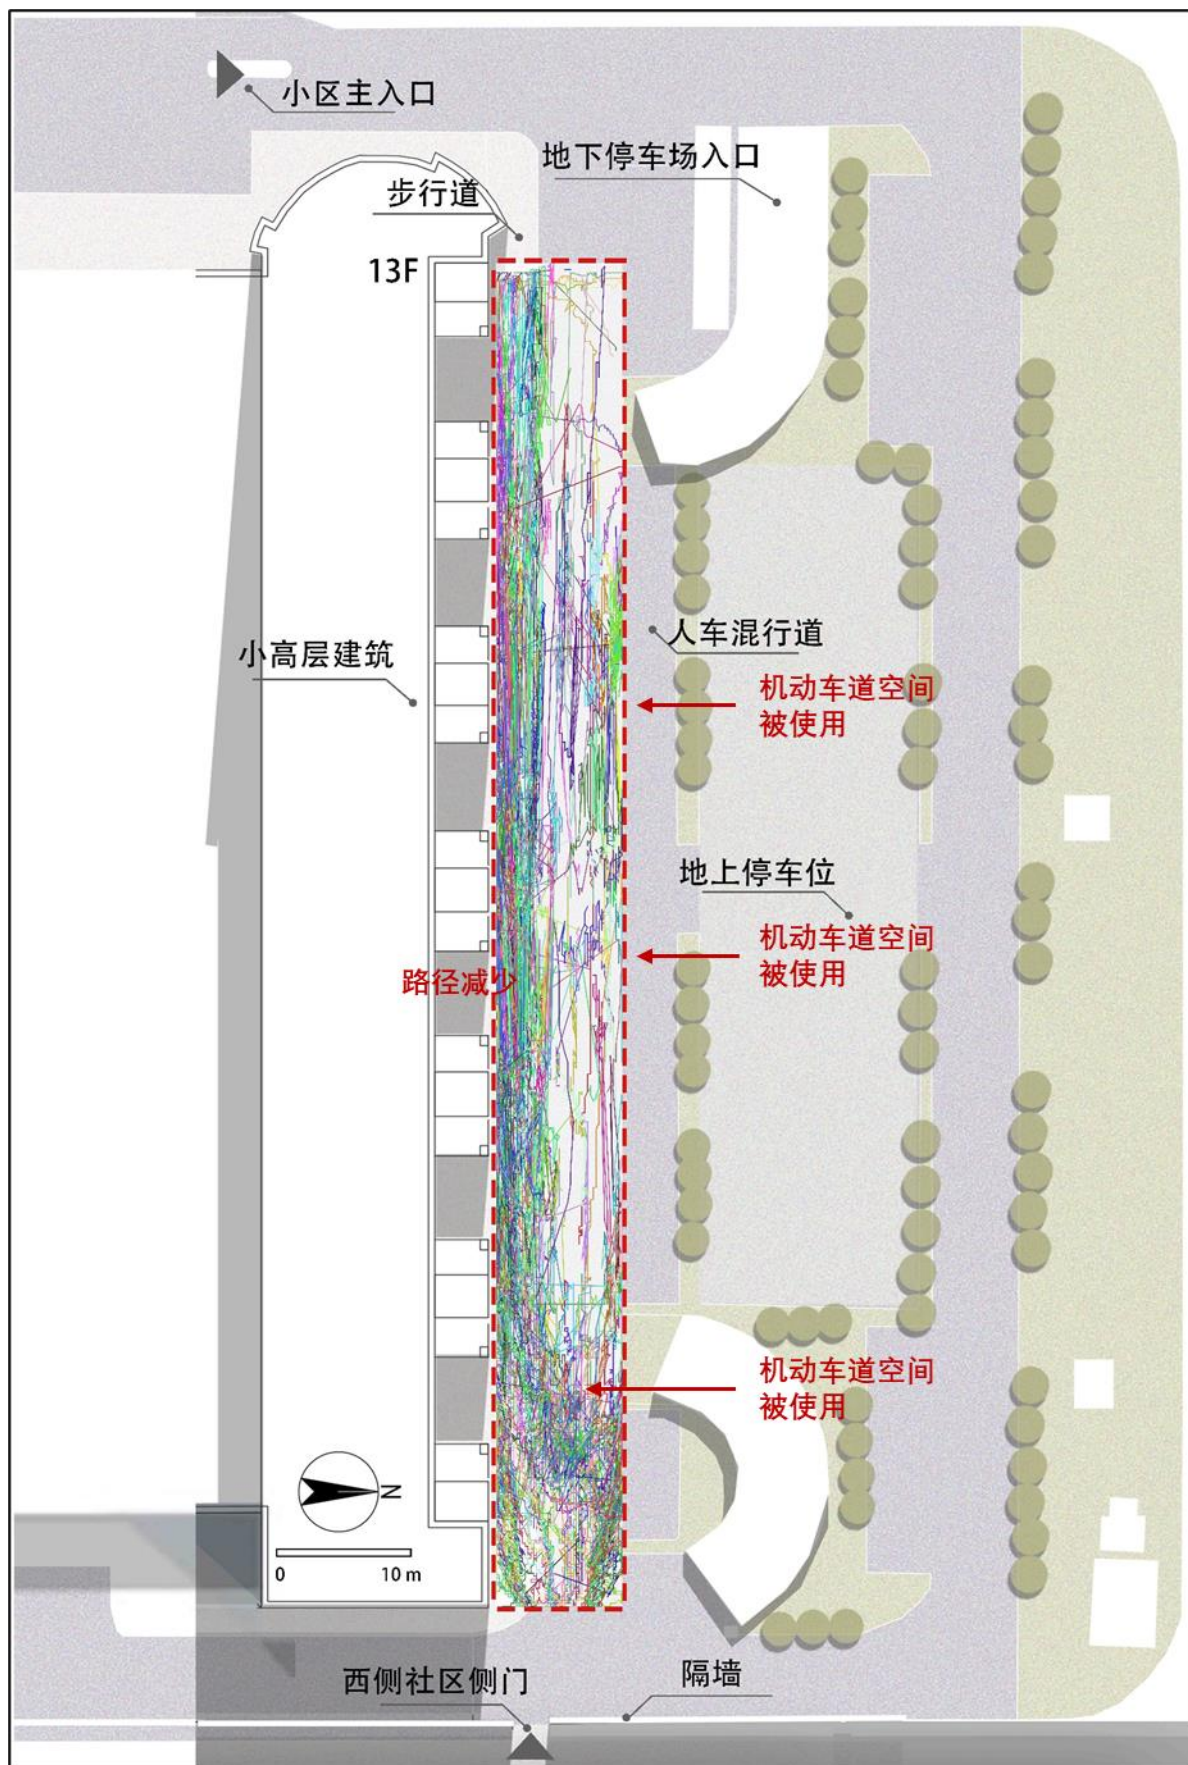 小区主入口
地下停车场入口
步行道
13F
人车混行道
小高层建筑
机动车道空间
被使用
地上停车位
机动车道空间
被使用
路径减少
机动车道空间
被使用
N
0 10 m
西侧社区侧门
隔墙